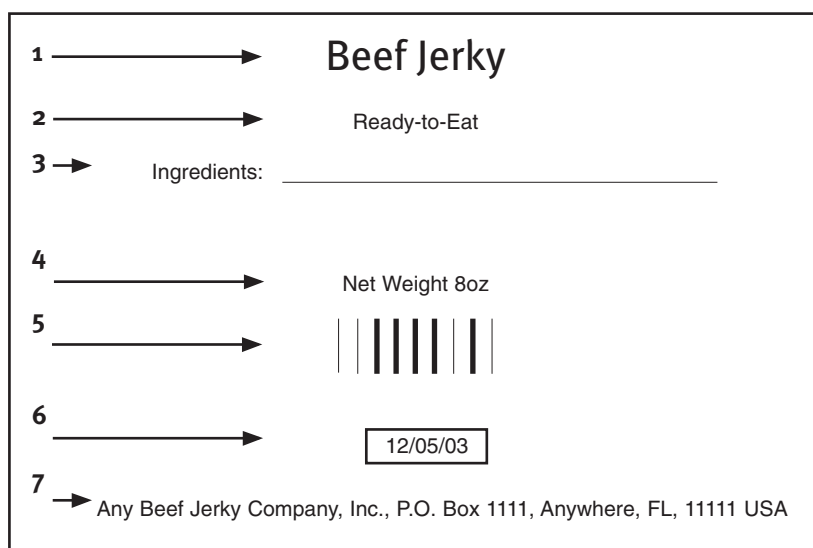 1 Beef Jerky
2 Ready-to-Eat
3 Ingredients:
4 Net Weight 8oz
5
6 12/05/03
7 Any Beef Jerky Company, Inc., P.O. Box 1111, Anywhere, FL, 11111 USA